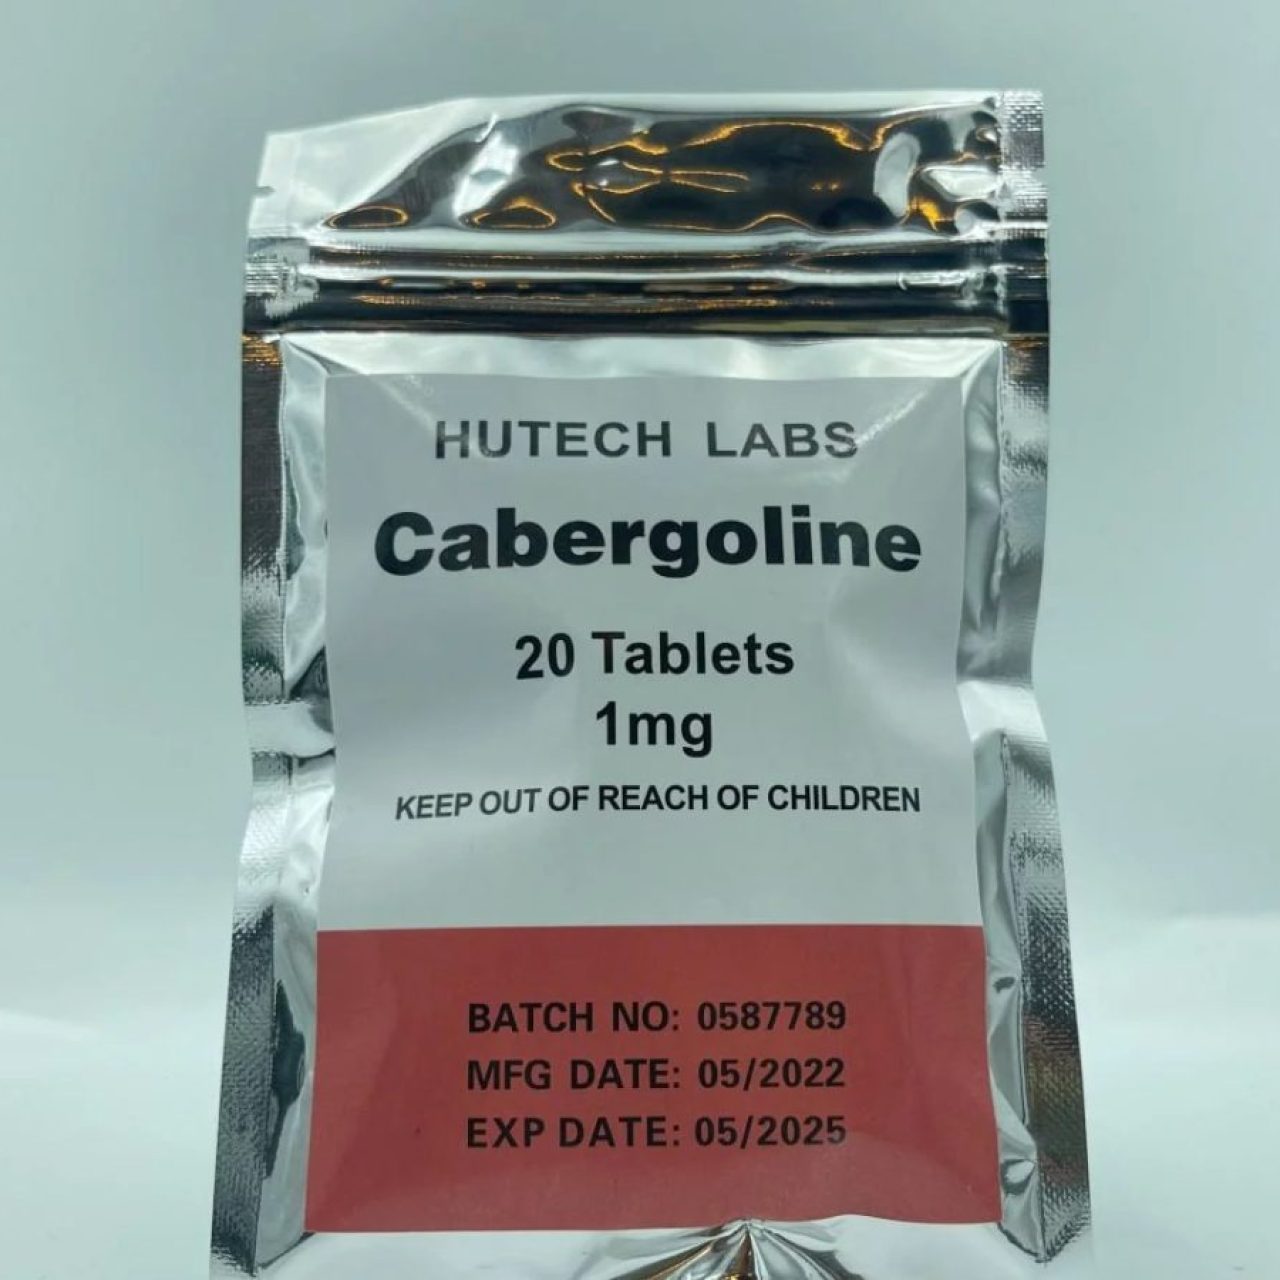 HUTECH LABS
Cabergoline
20 Tablets
1mg
KEEP OUT OF REACH OF CHILDREN
BATCH NO: 0587789
MFG DATE: 05/2022
EXP DATE: 05/2025